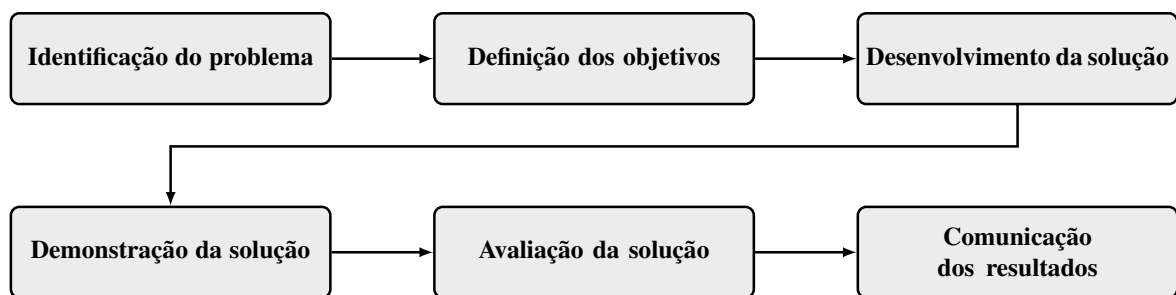 Identificação do problema
Definição dos objetivos
Desenvolvimento da solução
Demonstração da solução
Avaliação da solução
Comunicação
dos resultados